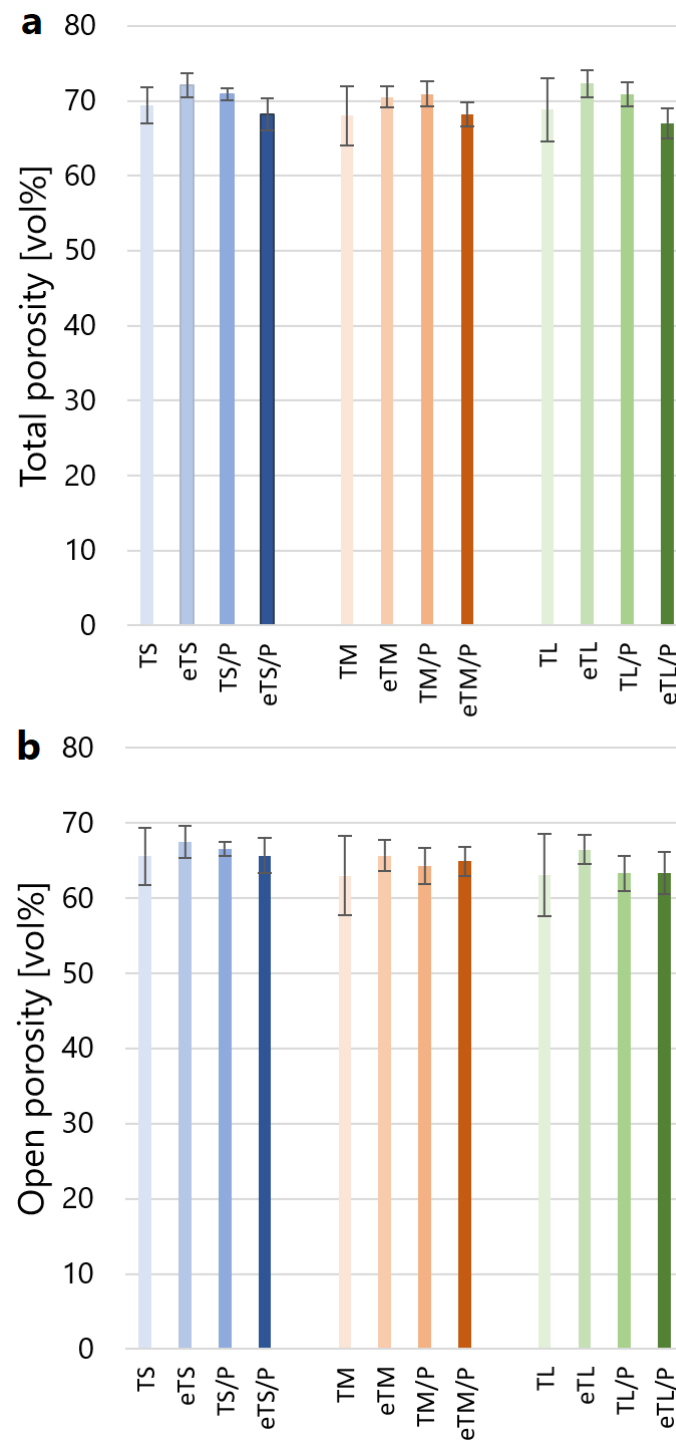 a
Total porosity [vol%]
80
70
60
50
40
30
20
10
0
TS
eTS
TS/P
eTS/P
TM
eTM
TM/P
eTM/P
TL
eTL
TL/P
eTL/P
b
Open porosity [vol%]
80
70
60
50
40
30
20
10
0
TS
eTS
TS/P
eTS/P
TM
eTM
TM/P
eTM/P
TL
eTL
TL/P
eTL/P